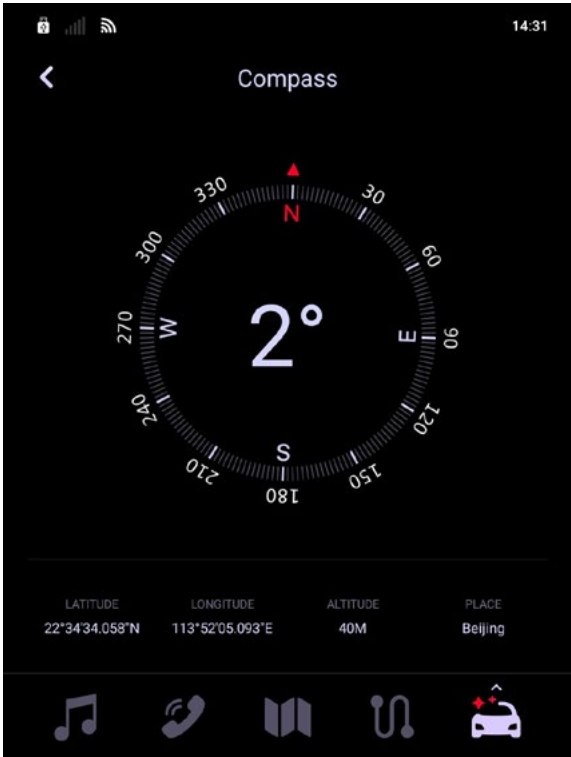 14:31
Compass
N
30
60
E
90
120
150
S
180
210
240
W
270
300
330
2°
LATITUDE
22°34'34.058"N
LONGITUDE
113°52'05.093"E
ALTITUDE
40M
PLACE
Beijing